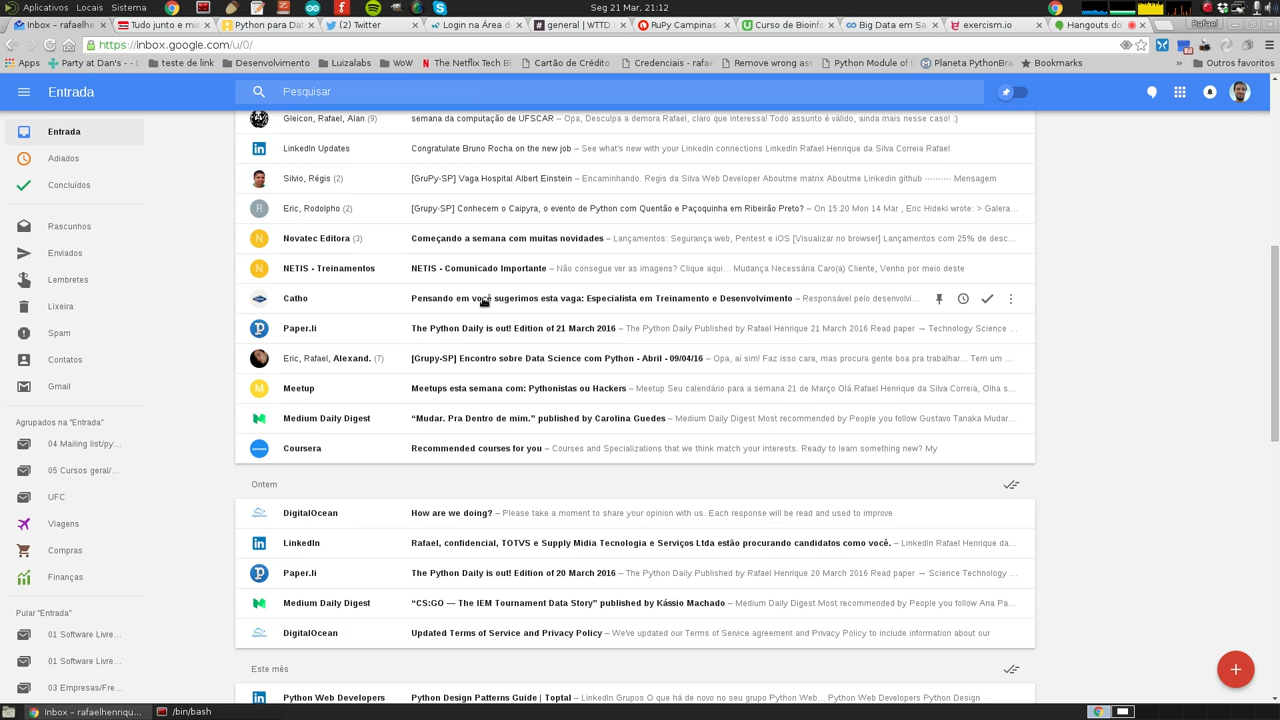 Aplicativos Locais Sistema Seg 21 Mar, 21:12
Inbox – rafaelhe Tudo junto e mi Python para Dat (2) Twitter Login na Área d general | WTTD S RuPy Campinas Curso de Bioinfo Big Data em Sa exercism.io Hangouts do Rafael
https://inbox.google.com/u/0/
Apps Party at Dan's -- teste de link Desenvolvimento Luizalabs WoW The Netflix Tech Bl Cartão de Crédito Credenciais - rafae Remove wrong ass Python Module of t Planeta PythonBra Bookmarks » Outros favoritos
Entrada Pesquisar
Entrada
Adiados
Concluídos
Rascunhos
Enviados
Lembretes
Lixeira
Spam
Contatos
Gmail
Agrupados na "Entrada"
04 Mailing list/py...
05 Cursos geral/...
UFC
Viagens
Compras
Finanças
Pular "Entrada"
01 Software Livre...
01 Software Livre...
03 Empresas/Fre...
Gleicon, Rafael, Alan (9) semana da computação de UFSCAR – Opa, Desculpa a demora Rafael, claro que interessa! Todo assunto é válido, ainda mais nesse caso! :)
LinkedIn Updates Congratulate Bruno Rocha on the new job – See what's new with your LinkedIn connections LinkedIn Rafael Henrique da Silva Correia Rafael
Silvio, Régis (2) [GruPy-SP] Vaga Hospital Albert Einstein – Encaminhando. Regis da Silva Web Developer Aboutme matrix Aboutme Linkedin github ---------- Mensagem
R Eric, Rodolpho (2) [Grupy-SP] Conhecem o Caipyra, o evento de Python com Quentão e Paçoquinha em Ribeirão Preto? – On 15:20 Mon 14 Mar , Eric Hideki wrote: > Galera...
N Novatec Editora (3) Começando a semana com muitas novidades – Lançamentos: Segurança web, Pentest e iOS [Visualizar no browser] Lançamentos com 25% de desc...
N NETIS - Treinamentos NETIS - Comunicado Importante – Não consegue ver as imagens? Clique aqui... Mudança Necessária Caro(a) Cliente, Venho por meio deste
Catho Pensando em você sugerimos esta vaga: Especialista em Treinamento e Desenvolvimento – Responsável pelo desenvolvi...
Paper.li The Python Daily is out! Edition of 21 March 2016 – The Python Daily Published by Rafael Henrique 21 March 2016 Read paper → Technology Science ...
Eric, Rafael, Alexand. (7) [Grupy-SP] Encontro sobre Data Science com Python - Abril - 09/04/16 – Opa, aí sim! Faz isso cara, mas procura gente boa pra trabalhar... Tem um ...
M Meetup Meetups esta semana com: Pythonistas ou Hackers – Meetup Seu calendário para a semana 21 de Março Olá Rafael Henrique da Silva Correia, Olha s...
Medium Daily Digest “Mudar. Pra Dentro de mim.” published by Carolina Guedes – Medium Daily Digest Most recommended by People you follow Gustavo Tanaka Mudar...
Coursera Recommended courses for you – Courses and Specializations that we think match your interests. Ready to learn something new? My
Ontem
DigitalOcean How are we doing? – Please take a moment to share your opinion with us. Each response will be read and used to improve
LinkedIn Rafael, confidencial, TOTVS e Supply Midia Tecnologia e Serviços Ltda estão procurando candidatos como você. – LinkedIn Rafael Henrique da...
Paper.li The Python Daily is out! Edition of 20 March 2016 – The Python Daily Published by Rafael Henrique 20 March 2016 Read paper → Science Technology ...
Medium Daily Digest “CS:GO — The IEM Tournament Data Story” published by Kássio Machado – Medium Daily Digest Most recommended by People you follow Ana Pa...
DigitalOcean Updated Terms of Service and Privacy Policy – We've updated our Terms of Service agreement and Privacy Policy to include information about our
Este mês
Python Web Developers Python Design Patterns Guide | Toptal – LinkedIn Grupos O que há de novo no seu grupo Python Web... Python Web Developers Python Design
Inbox – rafaelhenriqu... /bin/bash